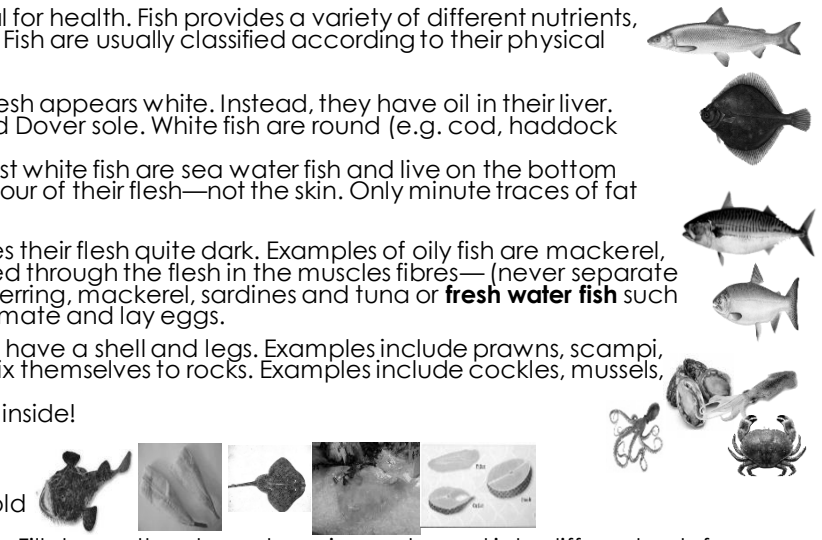 l for health. Fish provides a variety of different nutrients,
Fish are usually classified according to their physical
esh appears white. Instead, they have oil in their liver.
d Dover sole. White fish are round (e.g. cod, haddock
st white fish are sea water fish and live on the bottom
our of their flesh—not the skin. Only minute traces of fat
es their flesh quite dark. Examples of oily fish are mackerel,
ed through the flesh in the muscles fibres— (never separate
erring, mackerel, sardines and tuna or fresh water fish such
mate and lay eggs.
have a shell and legs. Examples include prawns, scampi,
ix themselves to rocks. Examples include cockles, mussels,
inside!
old